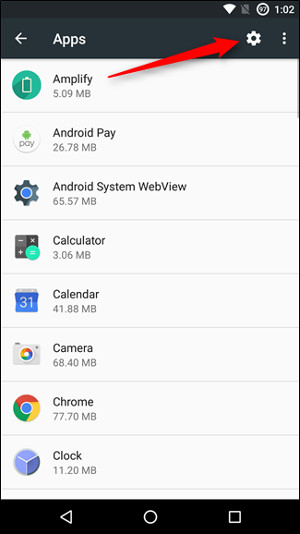 97 1:02
Apps
Amplify
5.09 MB
Android Pay
pay
26.78 MB
Android System WebView
65.57 MB
Calculator
3.06 MB
Calendar
31
41.88 MB
Camera
68.40 MB
Chrome
77.70 MB
Clock
11.20 MB